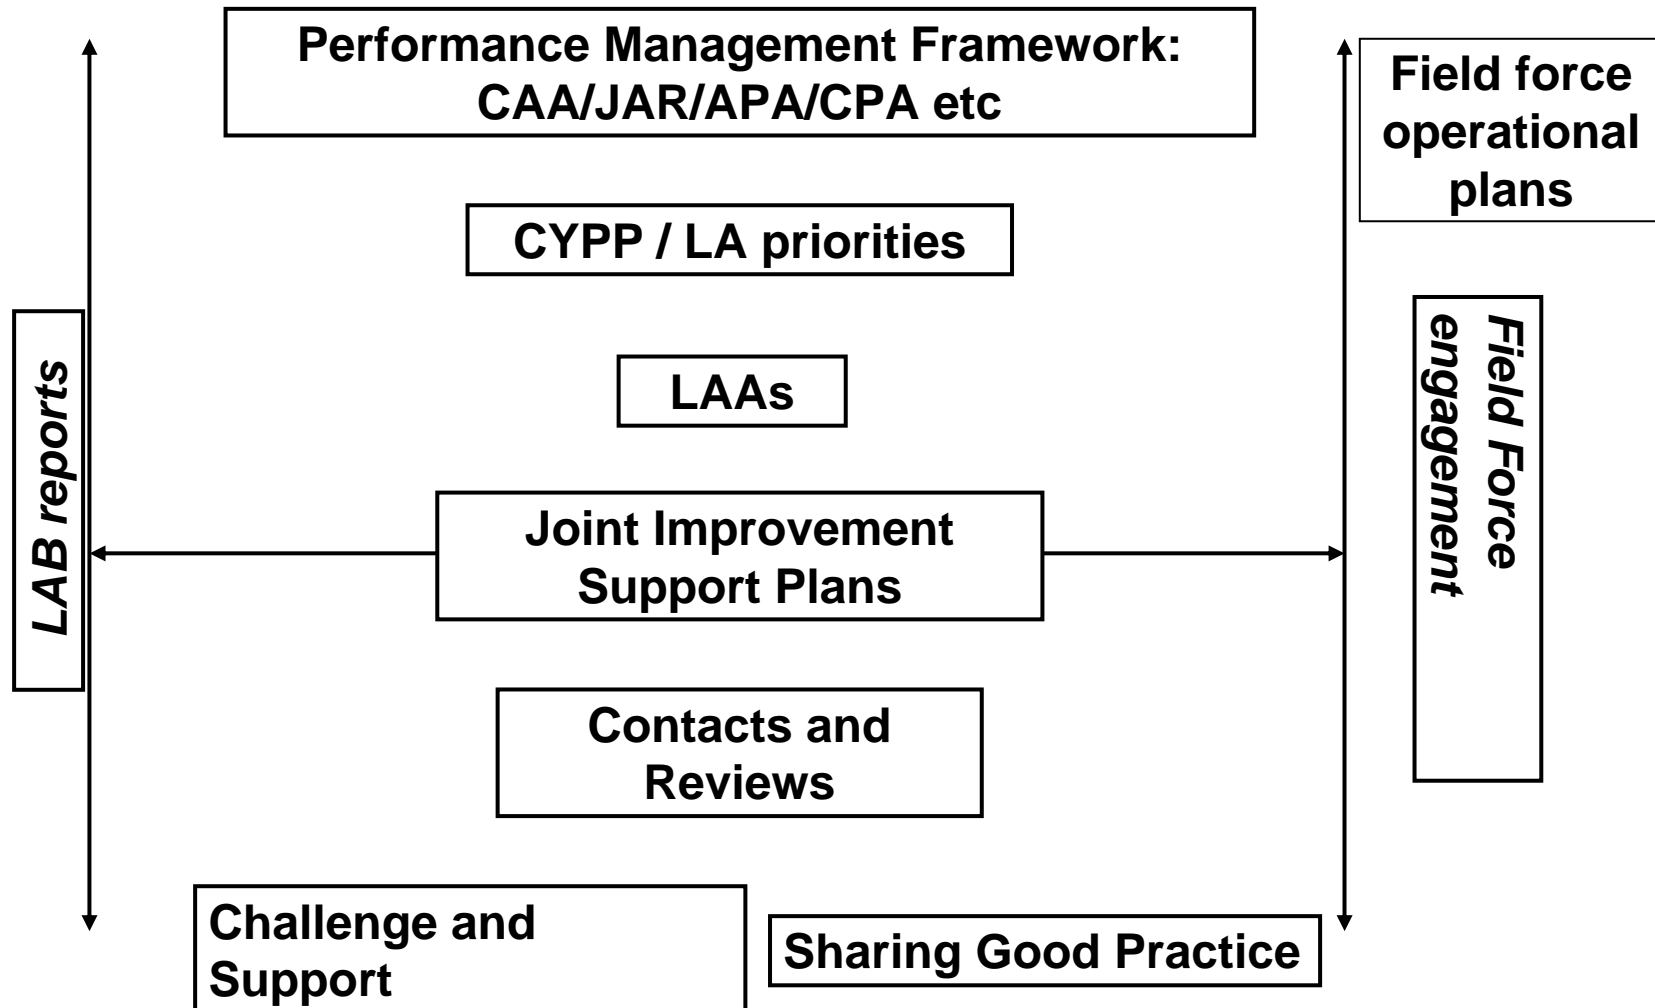 Performance Management Framework:
CAA/JAR/APA/CPA etc
Field force
operational
plans
CYPP / LA priorities
LAAs
LAB reports
Field Force
engagement
Joint Improvement
Support Plans
Contacts and
Reviews
Challenge and
Support
Sharing Good Practice